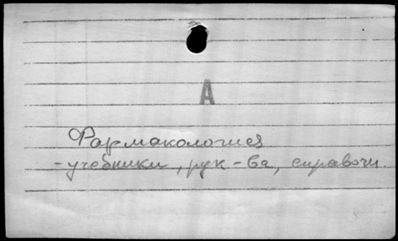 А
Фармакология
-учебники, рук-ва, справочн.